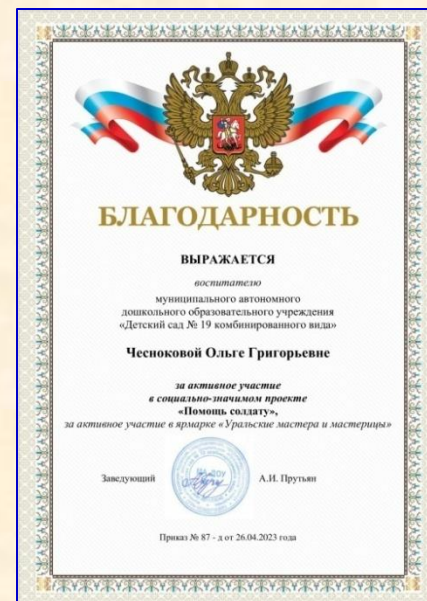 БЛАГОДАРНОСТЬ
ВЫРАЖАЕТСЯ
воспитателю
муниципального автономного
дошкольного образовательного учреждения
«Детский сад № 19 комбинированного вида»
Чесноковой Ольге Григорьевне
за активное участие
в социально-значимом проекте
«Помощь солдату»,
за активное участие в ярмарке «Уральские мастера и мастерицы»
Заведующий А.И. Прутьян
Приказ № 87 - д от 26.04.2023 года